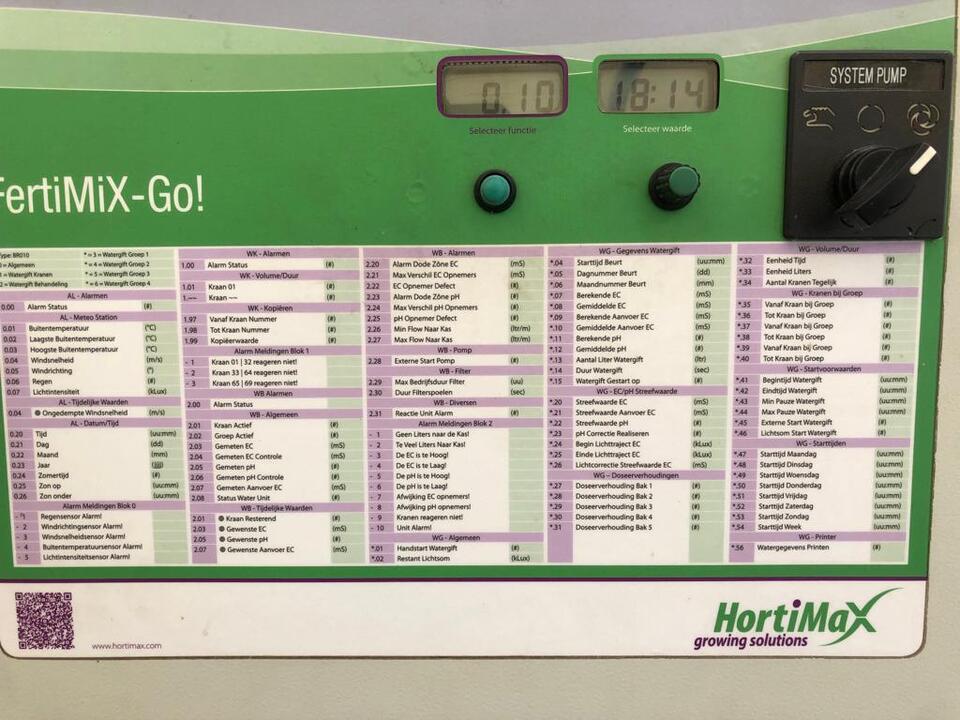 SYSTEM PUMP
0.10
18:14
Selecteer functie
Selecteer waarde
FertiMiX-Go!
Type: BR010
0 = Algemeen
1 = Watergift Kranen
2 = Watergift Behandeling
* = 3 = Watergift Groep 1
* = 4 = Watergift Groep 2
* = 5 = Watergift Groep 3
* = 6 = Watergift Groep 4
AL - Alarmen
0.00 Alarm Status (#)
AL - Meteo Station
0.01 Buitentemperatuur (°C)
0.02 Laagste Buitentemperatuur (°C)
0.03 Hoogste Buitentemperatuur (°C)
0.04 Windsnelheid (m/s)
0.05 Windrichting (°)
0.06 Regen (#)
0.07 Lichtintensiteit (kLux)
AL - Tijdelijke Waarden
0.04 Ongedempte Windsnelheid (m/s)
AL - Datum/Tijd
0.20 Tijd (uu:mm)
0.21 Dag (dd)
0.22 Maand (mm)
0.23 Jaar (jjjj)
0.24 Zomertijd (#)
0.25 Zon op (uu:mm)
0.26 Zon onder (uu:mm)
Alarm Meldingen Blok 0
- 1 Regensensor Alarm!
- 2 Windrichtingsensor Alarm!
- 3 Windsnelheidsensor Alarm!
- 4 Buitentemperatuursensor Alarm!
- 5 Lichtintensiteitsensor Alarm!
WK - Alarmen
1.00 Alarm Status (#)
WK - Volume/Duur
1.01 Kraan 01 (#)
1.-- Kraan -- (#)
WK - Kopiëren
1.97 Vanaf Kraan Nummer (#)
1.98 Tot Kraan Nummer (#)
1.99 Kopiëerwaarde (#)
Alarm Meldingen Blok 1
- 1 Kraan 01 | 32 reageren niet!
- 2 Kraan 33 | 64 reageren niet!
- 3 Kraan 65 | 69 reageren niet!
WB Alarmen
2.00 Alarm Status (#)
WB - Algemeen
2.01 Kraan Actief (#)
2.02 Groep Actief (#)
2.03 Gemeten EC (mS)
2.04 Gemeten EC Controle (mS)
2.05 Gemeten pH (#)
2.06 Gemeten pH Controle (#)
2.07 Gemeten Aanvoer EC (mS)
2.08 Status Water Unit (#)
WB - Tijdelijke Waarden
2.01 Kraan Resterend (#)
2.03 Gewenste EC (mS)
2.05 Gewenste pH (#)
2.07 Gewenste Aanvoer EC (mS)
WB - Alarmen
2.20 Alarm Dode Zône EC (mS)
2.21 Max Verschil EC Opnemers (mS)
2.22 EC Opnemer Defect (#)
2.23 Alarm Dode Zône pH (#)
2.24 Max Verschil pH Opnemers (#)
2.25 pH Opnemer Defect (#)
2.26 Min Flow Naar Kas (ltr/m)
2.27 Max Flow Naar Kas (ltr/m)
WB - Pomp
2.28 Externe Start Pomp (#)
WB - Filter
2.29 Max Bedrijfsduur Filter (uu)
2.30 Duur Filterspoelen (sec)
WB - Diversen
2.31 Reactie Unit Alarm (#)
Alarm Meldingen Blok 2
- 1 Geen Liters naar de Kas!
- 2 Te Veel Liters Naar Kas!
- 3 De EC is te Hoog!
- 4 De EC is te Laag!
- 5 De pH is te Hoog!
- 6 De pH is te Laag!
- 7 Afwijking EC opnemers!
- 8 Afwijking pH opnemers!
- 9 Kranen reageren niet!
- 10 Unit Alarm!
WG - Algemeen
*.01 Handstart Watergift (#)
*.02 Restant Lichtsom (kLux)
WG - Gegevens Watergift
*.04 Starttijd Beurt (uu:mm)
*.05 Dagnummer Beurt (dd)
*.06 Maandnummer Beurt (mm)
*.07 Berekende EC (mS)
*.08 Gemiddelde EC (mS)
*.09 Berekende Aanvoer EC (mS)
*.10 Gemiddelde Aanvoer EC (mS)
*.11 Berekende pH (#)
*.12 Gemiddelde pH (#)
*.13 Aantal Liter Watergift (ltr)
*.14 Duur Watergift (sec)
*.15 Watergift Gestart op (#)
WG - EC/pH Streefwaarde
*.20 Streefwaarde EC (mS)
*.21 Streefwaarde Aanvoer EC (mS)
*.22 Streefwaarde pH (#)
*.23 pH Correctie Realiseren (#)
*.24 Begin Lichttraject EC (kLux)
*.25 Einde Lichttraject EC (kLux)
*.26 Lichtcorrectie Streefwaarde EC (mS)
WG - Doseerverhoudingen
*.27 Doseerverhouding Bak 1 (#)
*.28 Doseerverhouding Bak 2 (#)
*.29 Doseerverhouding Bak 3 (#)
*.30 Doseerverhouding Bak 4 (#)
*.31 Doseerverhouding Bak 5 (#)
WG - Volume/Duur
*.32 Eenheid Tijd (#)
*.33 Eenheid Liters (#)
*.34 Aantal Kranen Tegelijk (#)
WG - Kranen bij Groep
*.35 Vanaf Kraan bij Groep (#)
*.36 Tot Kraan bij Groep (#)
*.37 Vanaf Kraan bij Groep (#)
*.38 Tot Kraan bij Groep (#)
*.39 Vanaf Kraan bij Groep (#)
*.40 Tot Kraan bij Groep (#)
WG - Startvoorwaarden
*.41 Begintijd Watergift (uu:mm)
*.42 Eindtijd Watergift (uu:mm)
*.43 Min Pauze Watergift (uu:mm)
*.44 Max Pauze Watergift (uu:mm)
*.45 Extern Start Watergift (#)
*.46 Lichtsom Start Watergift (#)
WG - Starttijden
*.47 Starttijd Maandag (uu:mm)
*.48 Starttijd Dinsdag (uu:mm)
*.49 Starttijd Woensdag (uu:mm)
*.50 Starttijd Donderdag (uu:mm)
*.51 Starttijd Vrijdag (uu:mm)
*.52 Starttijd Zaterdag (uu:mm)
*.53 Starttijd Zondag (uu:mm)
*.54 Starttijd Week (uu:mm)
WG - Printer
*.56 Watergegevens Printen (#)
www.hortimax.com
HortiMaX
growing solutions